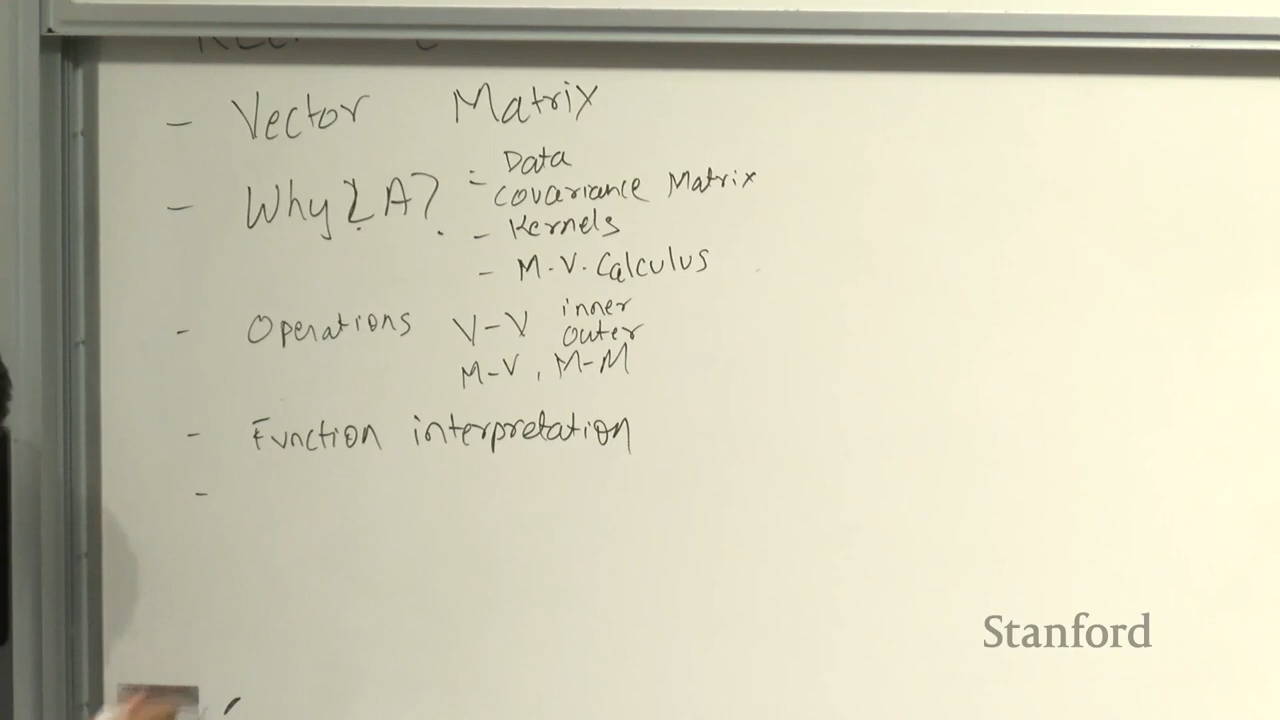 - Vector Matrix
- Why LA? - Data
- Covariance Matrix
- Kernels
- M.V. Calculus
- Operations V-V inner
outer
M-V, M-M
- Function interpretation
-
Stanford